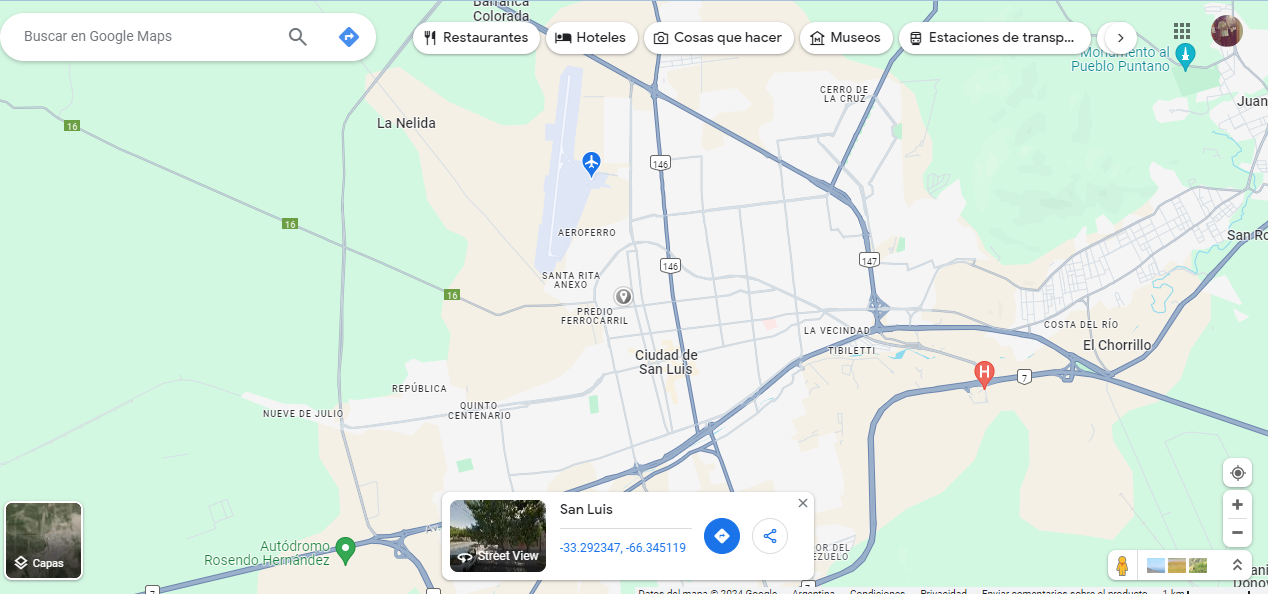 Barranca
Colorada
Buscar en Google Maps
Restaurantes
Hoteles
Cosas que hacer
Museos
Estaciones de transp...
Monumento al
Pueblo Puntano
CERRO DE
LA CRUZ
Juan
La Nelida
16
146
16
AEROFERRO
San Ro
147
146
SANTA RITA
ANEXO
16
PREDIO
FERROCARRIL
COSTA DEL RÍO
LA VECINDAD
El Chorrillo
TIBILETTI
Ciudad de
San Luis
H
7
REPÚBLICA
QUINTO
CENTENARIO
NUEVE DE JULIO
San Luis
-33.292347, -66.345119
Street View
Autódromo
Rosendo Hernández
Capas
OR DEL
EZUELO
7
7
Datos del mapa © 2024 Google
Argentina
Condiciones
Privacidad
Enviar comentarios sobre el producto
1 km